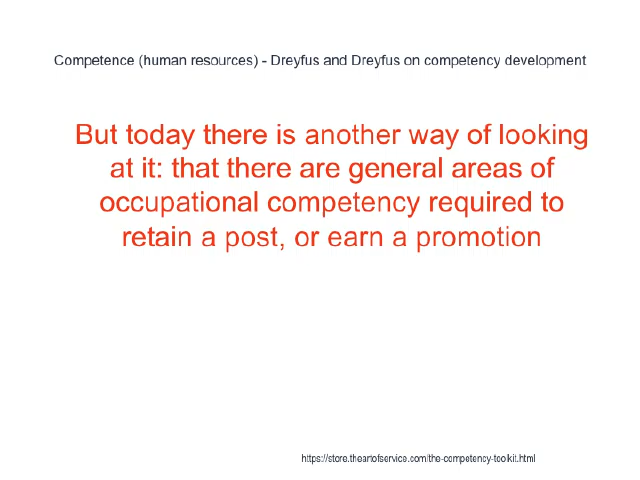 Competence (human resources) - Dreyfus and Dreyfus on competency development
But today there is another way of looking
at it: that there are general areas of
occupational competency required to
retain a post, or earn a promotion
https://store.theartofservice.com/the-competency-toolkit.html